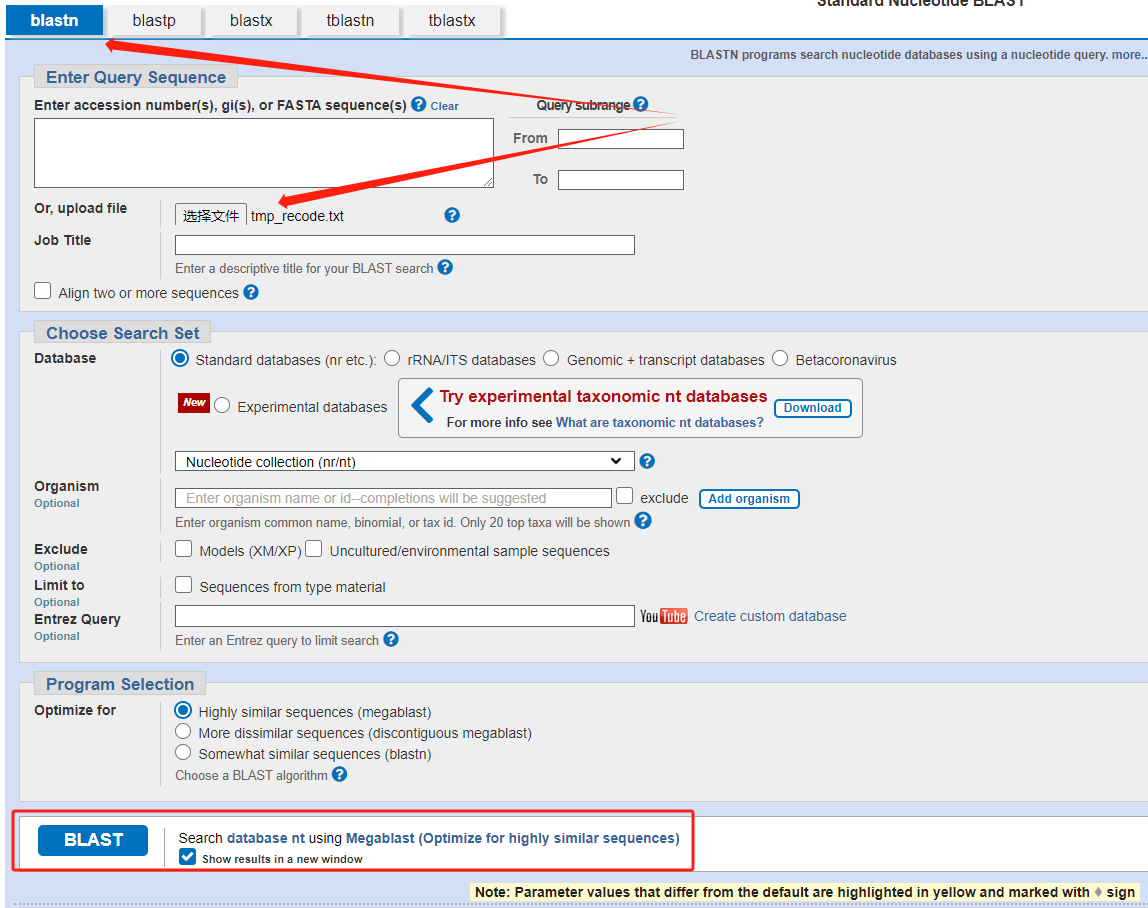 Standard Nucleotide BLAST
blastn blastp blastx tblastn tblastx
BLASTN programs search nucleotide databases using a nucleotide query. more...
Enter Query Sequence
Enter accession number(s), gi(s), or FASTA sequence(s) ? Clear
Query subrange ?
From
To
Or, upload file
选择文件 tmp_recode.txt ?
Job Title
Enter a descriptive title for your BLAST search ?
Align two or more sequences ?
Choose Search Set
Database
Standard databases (nr etc.): rRNA/ITS databases Genomic + transcript databases Betacoronavirus
New Experimental databases
Try experimental taxonomic nt databases
For more info see What are taxonomic nt databases?
Download
Nucleotide collection (nr/nt) ?
Organism
Optional
Enter organism name or id--completions will be suggested exclude Add organism
Enter organism common name, binomial, or tax id. Only 20 top taxa will be shown ?
Exclude
Optional
Models (XM/XP) Uncultured/environmental sample sequences
Limit to
Optional
Sequences from type material
Entrez Query
Optional
YouTube Create custom database
Enter an Entrez query to limit search ?
Program Selection
Optimize for
Highly similar sequences (megablast)
More dissimilar sequences (discontiguous megablast)
Somewhat similar sequences (blastn)
Choose a BLAST algorithm ?
BLAST
Search database nt using Megablast (Optimize for highly similar sequences)
Show results in a new window
Note: Parameter values that differ from the default are highlighted in yellow and marked with ♦ sign